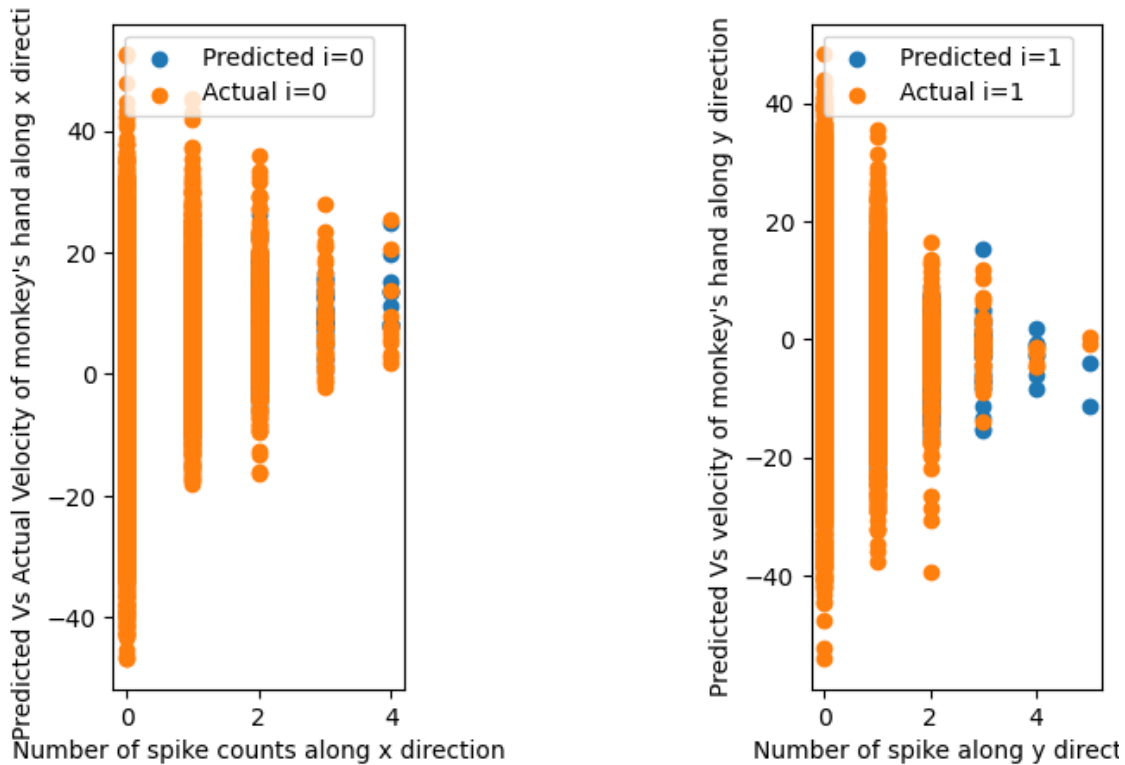 Predicted Vs Actual Velocity of monkey's hand along x directi
40
20
0
−20
−40
Predicted i=0
Actual i=0
0 2 4
Number of spike counts along x direction
Predicted Vs velocity of monkey's hand along y direction
40
20
0
−20
−40
Predicted i=1
Actual i=1
0 2 4
Number of spike along y direct